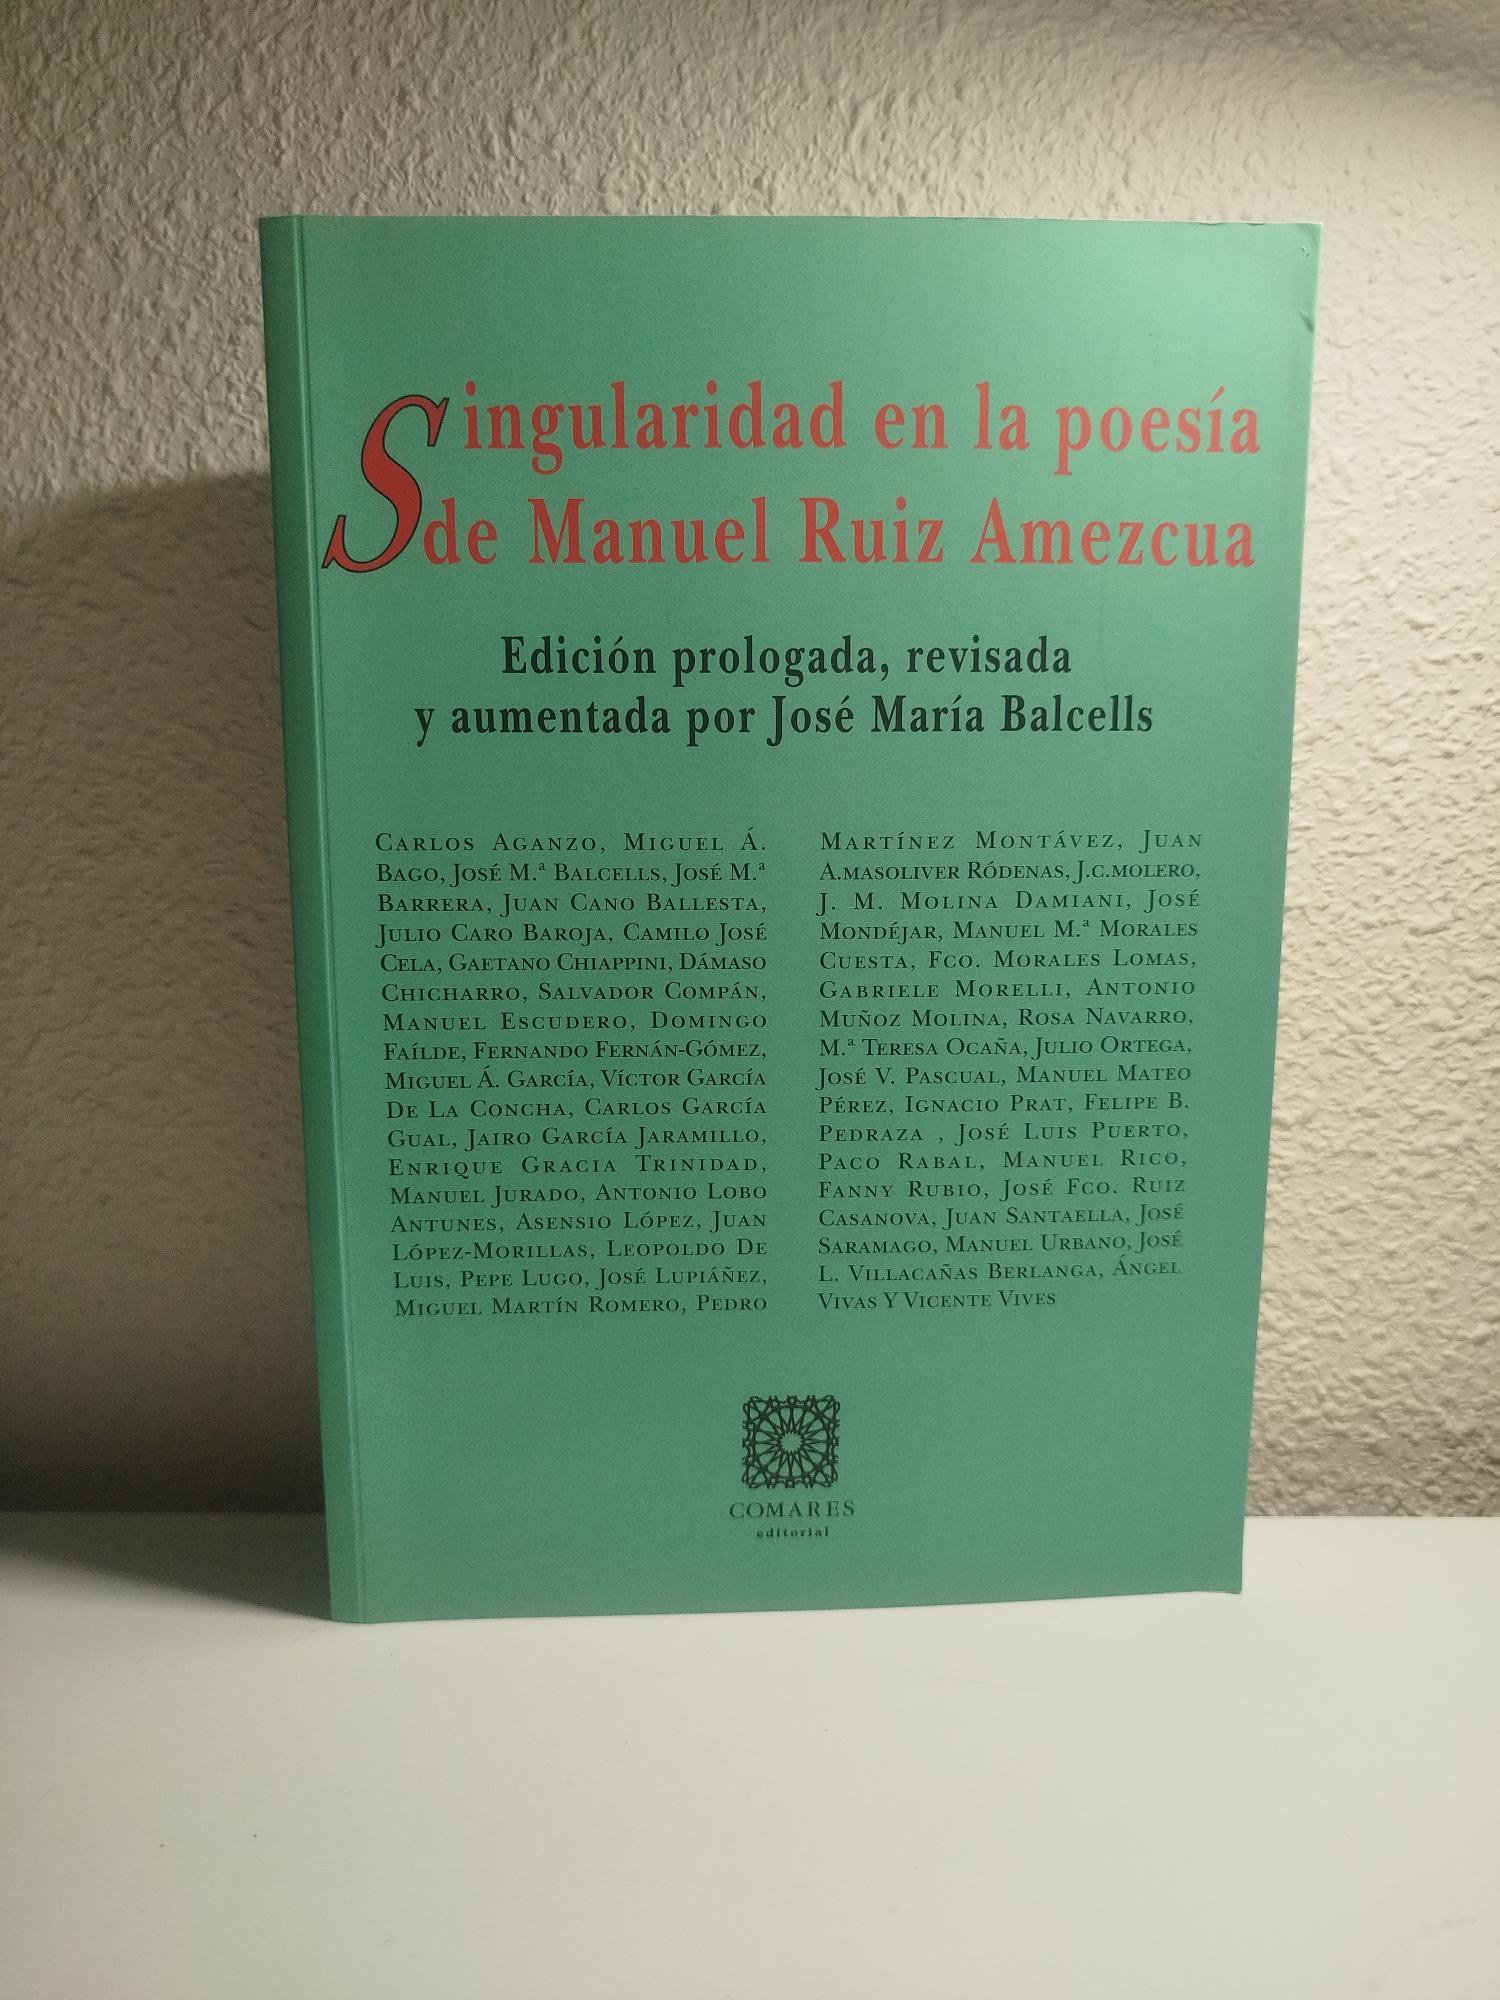 Singularidad en la poesía
de Manuel Ruiz Amezcua
Edición prologada, revisada
y aumentada por José María Balcells
CARLOS AGANZO, MIGUEL Á.
BAGO, JOSÉ M.ª BALCELLS, JOSÉ M.ª
BARRERA, JUAN CANO BALLESTA,
JULIO CARO BAROJA, CAMILO JOSÉ
CELA, GAETANO CHIAPPINI, DÁMASO
CHICHARRO, SALVADOR COMPÁN,
MANUEL ESCUDERO, DOMINGO
FAÍLDE, FERNANDO FERNÁN-GÓMEZ,
MIGUEL Á. GARCÍA, VÍCTOR GARCÍA
DE LA CONCHA, CARLOS GARCÍA
GUAL, JAIRO GARCÍA JARAMILLO,
ENRIQUE GRACIA TRINIDAD,
MANUEL JURADO, ANTONIO LOBO
ANTUNES, ASENSIO LÓPEZ, JUAN
LÓPEZ-MORILLAS, LEOPOLDO DE
LUIS, PEPE LUGO, JOSÉ LUPIÁÑEZ,
MIGUEL MARTÍN ROMERO, PEDRO
MARTÍNEZ MONTÁVEZ, JUAN
A.MASOLIVER RÓDENAS, J.C.MOLERO,
J. M. MOLINA DAMIANI, JOSÉ
MONDÉJAR, MANUEL M.ª MORALES
CUESTA, FCO. MORALES LOMAS,
GABRIELE MORELLI, ANTONIO
MUÑOZ MOLINA, ROSA NAVARRO,
M.ª TERESA OCAÑA, JULIO ORTEGA,
JOSÉ V. PASCUAL, MANUEL MATEO
PÉREZ, IGNACIO PRAT, FELIPE B.
PEDRAZA , JOSÉ LUIS PUERTO,
PACO RABAL, MANUEL RICO,
FANNY RUBIO, JOSÉ FCO. RUIZ
CASANOVA, JUAN SANTAELLA, JOSÉ
SARAMAGO, MANUEL URBANO, JOSÉ
L. VILLACAÑAS BERLANGA, ÁNGEL
VIVAS Y VICENTE VIVES
COMARES
editorial